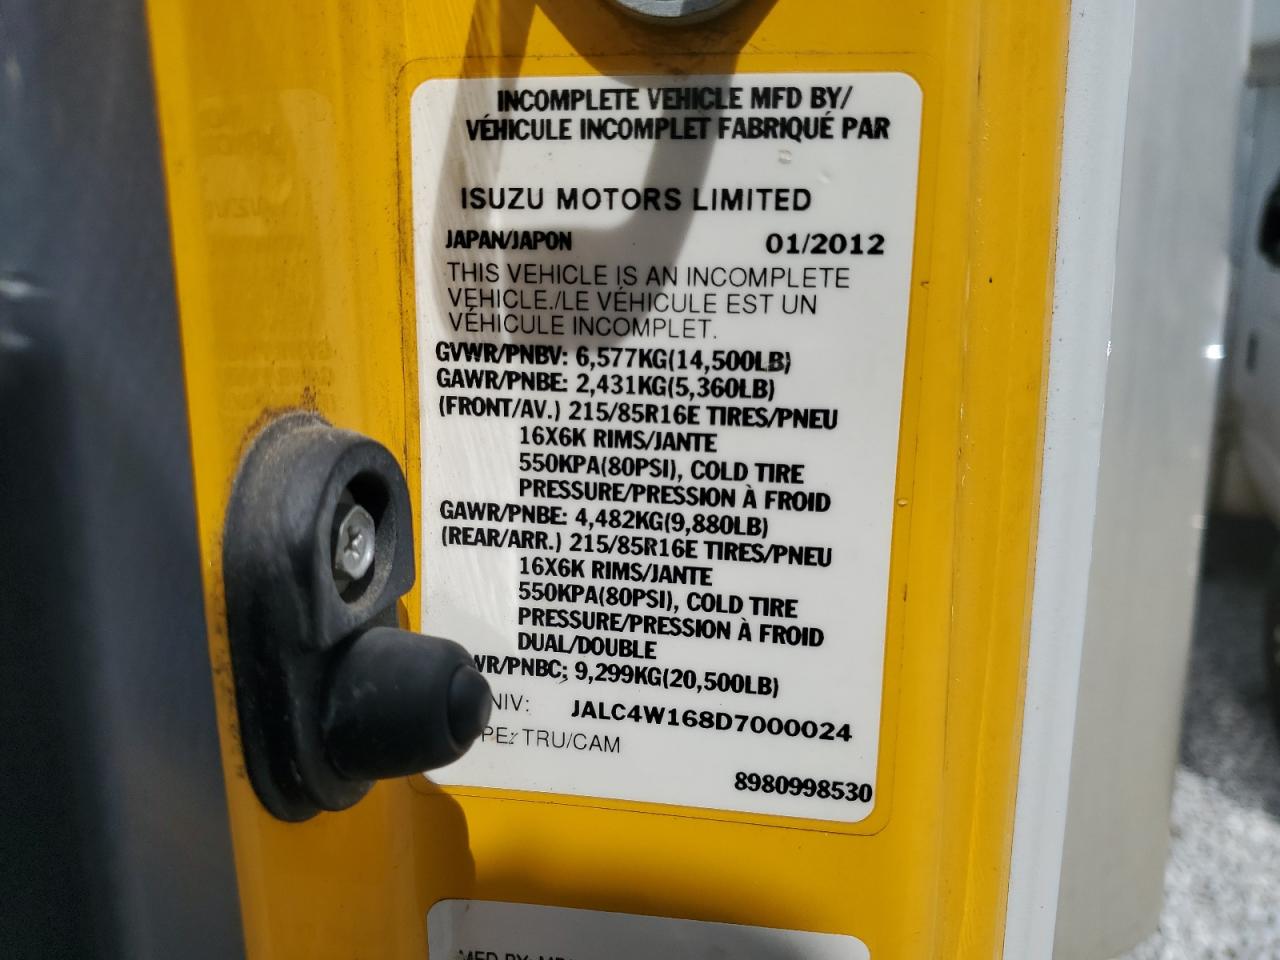 INCOMPLETE VEHICLE MFD BY/
VÉHICULE INCOMPLET FABRIQUÉ PAR
ISUZU MOTORS LIMITED
JAPAN/JAPON 01/2012
THIS VEHICLE IS AN INCOMPLETE
VEHICLE./LE VÉHICULE EST UN
VÉHICULE INCOMPLET.
GVWR/PNBV: 6,577KG(14,500LB)
GAWR/PNBE: 2,431KG(5,360LB)
(FRONT/AV.) 215/85R16E TIRES/PNEU
16X6K RIMS/JANTE
550KPA(80PSI), COLD TIRE
PRESSURE/PRESSION À FROID
GAWR/PNBE: 4,482KG(9,880LB)
(REAR/ARR.) 215/85R16E TIRES/PNEU
16X6K RIMS/JANTE
550KPA(80PSI), COLD TIRE
PRESSURE/PRESSION À FROID
DUAL/DOUBLE
WR/PNBC: 9,299KG(20,500LB)
NIV: JALC4W168D7000024
PE: TRU/CAM
8980998530
MFD BY: